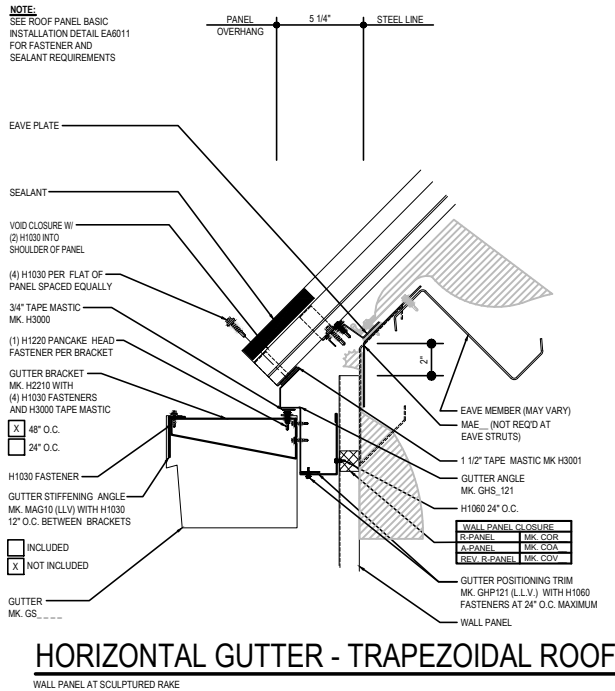 NOTE:
SEE ROOF PANEL BASIC
INSTALLATION DETAIL EA6011
FOR FASTENER AND
SEALANT REQUIREMENTS
PANEL
OVERHANG
5 1/4"
STEEL LINE
EAVE PLATE
SEALANT
VOID CLOSURE W/
(2) H1030 INTO
SHOULDER OF PANEL
(4) H1030 PER FLAT OF
PANEL SPACED EQUALLY
3/4" TAPE MASTIC
MK. H3000
(1) H1220 PANCAKE HEAD
FASTENER PER BRACKET
GUTTER BRACKET
MK. H2210 WITH
(4) H1030 FASTENERS
AND H3000 TAPE MASTIC
X 48" O.C.
24" O.C.
H1030 FASTENER
GUTTER STIFFENING ANGLE
MK. MAG10 (LLV) WITH H1030
12" O.C. BETWEEN BRACKETS
INCLUDED
X NOT INCLUDED
GUTTER
MK. GS_ _ _ _
2"
EAVE MEMBER (MAY VARY)
MAE__ (NOT REQ'D AT
EAVE STRUTS)
1 1/2" TAPE MASTIC MK H3001
GUTTER ANGLE
MK. GHS_121
H1060 24" O.C.
WALL PANEL CLOSURE
R-PANEL MK. COR
A-PANEL MK. COA
REV. R-PANEL MK. COV
GUTTER POSITIONING TRIM
MK. GHP121 (L.L.V.) WITH H1060
FASTENERS AT 24" O.C. MAXIMUM
WALL PANEL
HORIZONTAL GUTTER - TRAPEZOIDAL ROOF
WALL PANEL AT SCULPTURED RAKE